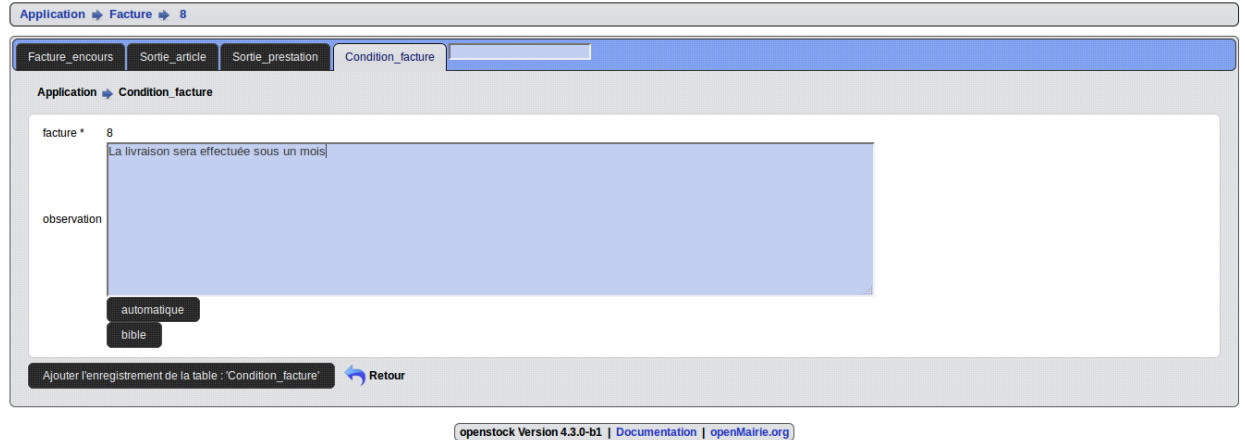 Application Facture 8
Facture_encours Sortie_article Sortie_prestation Condition_facture
Application Condition_facture
facture * 8
La livraison sera effectuée sous un mois
observation
automatique
bible
Ajouter l'enregistrement de la table : 'Condition_facture' Retour
openstock Version 4.3.0-b1 | Documentation | openMairie.org